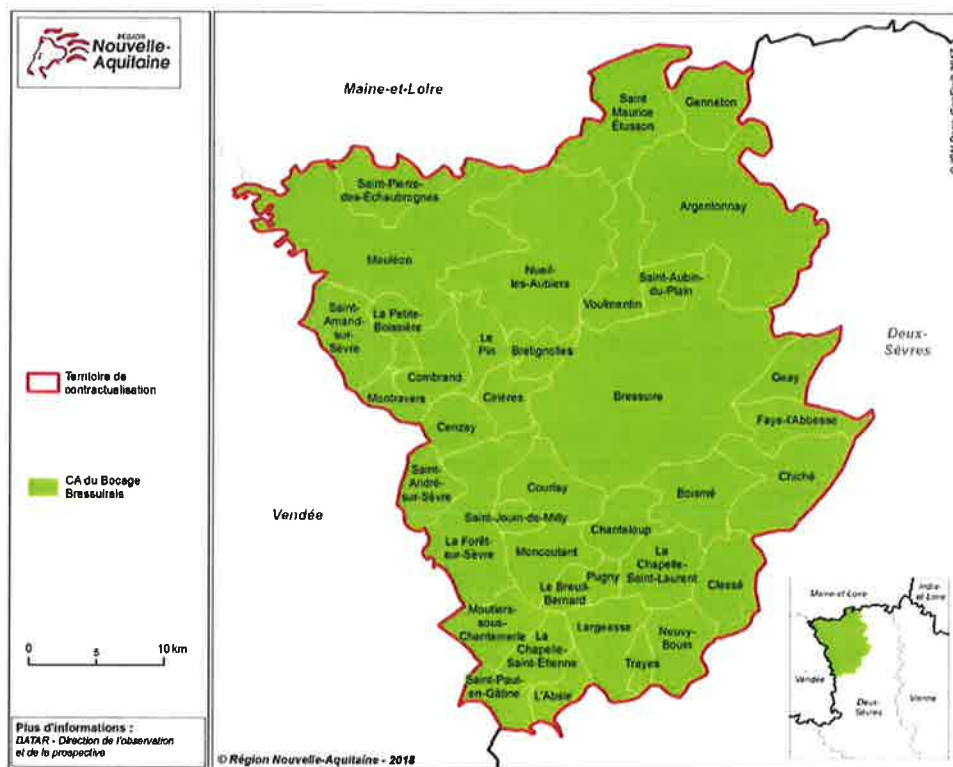 RÉGION
Nouvelle-
Aquitaine
Territoire de
contractualisation
CA du Bocage
Bressuirais
0 5 10 km
Plus d'informations :
DATAR - Direction de l'observation
et de la prospective
Maine-et-Loire
Saint
Maurice
Étusson
Genneton
Saint-Pierre-
des-Échaubrognes
Argentonnay
Mauléon
Nueil-
les-Aubiers
Saint-Aubin-
du-Plain
Voulmentin
Saint-
Amand-
sur-
Sèvre
La Petite-
Boissière
Le
Pin
Bretignolles
Deux-
Sèvres
Combrand
Geay
Montravers
Cirières
Bressuire
Faye-l'Abbesse
Cerizay
Saint-
André-
sur-Sèvre
Courlay
Boismé
Chiché
Vendée
Saint-Jouin-de-Milly
Chanteloup
La Forêt-
sur-Sèvre
Moncoutant
La
Chapelle-
Saint-Laurent
Pugny
Clessé
Le Breuil-
Bernard
Moutiers-
sous-
Chantemerle
Largeasse
Neuvy-
Bouin
La
Chapelle-
Saint-Étienne
Trayes
Saint-Paul-
en-Gâtine
L'Absie
Maine-et-Loire
Indre-
et-Loire
Vendée
Deux-
Sèvres
Vienne
© Région Nouvelle-Aquitaine - 2018